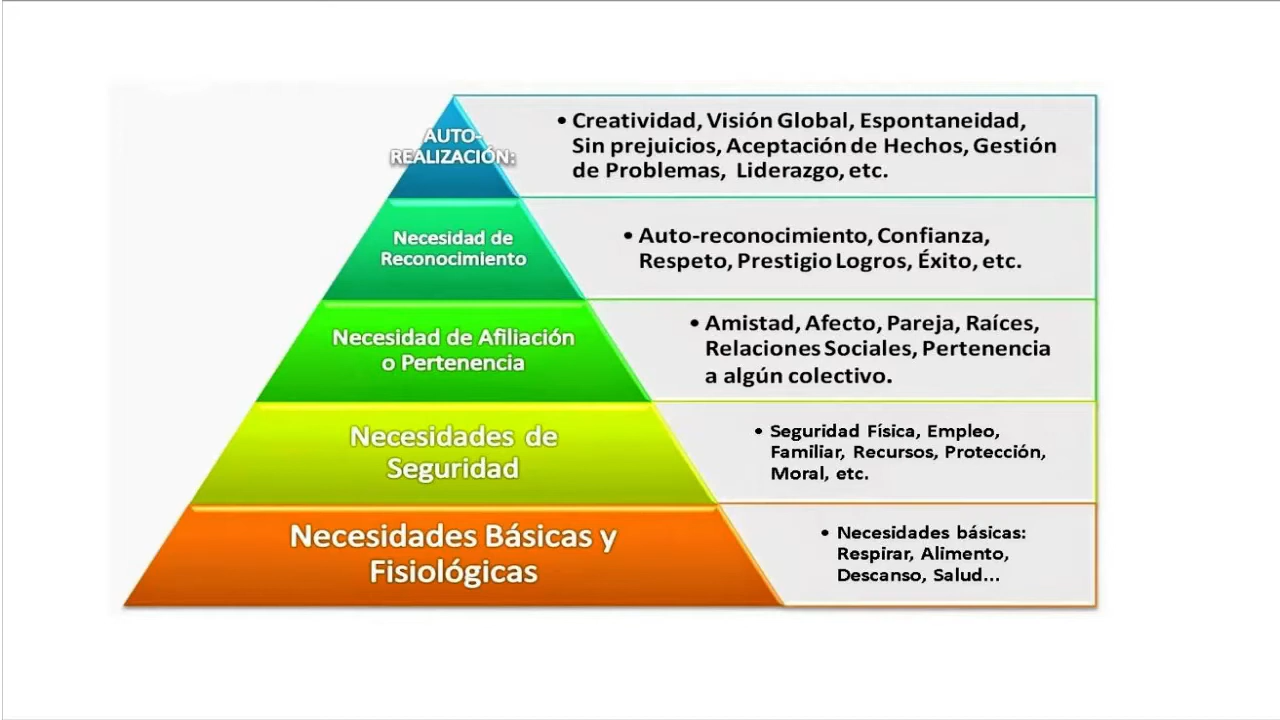 AUTO-
REALIZACIÓN:
• Creatividad, Visión Global, Espontaneidad,
Sin prejuicios, Aceptación de Hechos, Gestión
de Problemas, Liderazgo, etc.
Necesidad de
Reconocimiento
• Auto-reconocimiento, Confianza,
Respeto, Prestigio Logros, Éxito, etc.
Necesidad de Afiliación
o Pertenencia
• Amistad, Afecto, Pareja, Raíces,
Relaciones Sociales, Pertenencia
a algún colectivo.
Necesidades de
Seguridad
• Seguridad Física, Empleo,
Familiar, Recursos, Protección,
Moral, etc.
Necesidades Básicas y
Fisiológicas
• Necesidades básicas:
Respirar, Alimento,
Descanso, Salud...